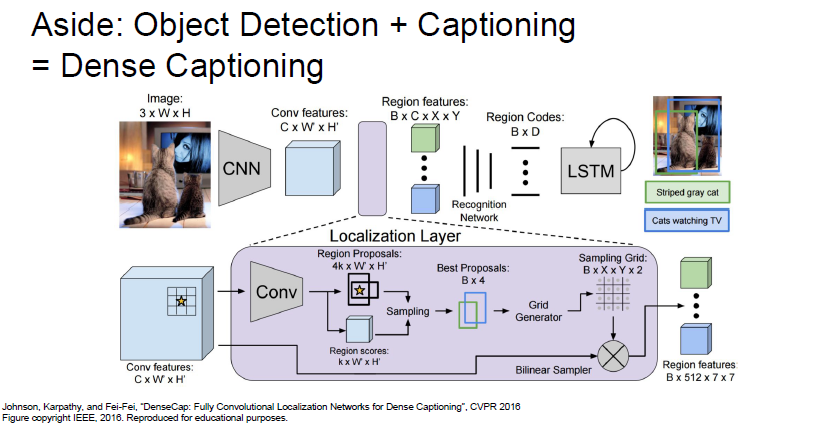 Aside: Object Detection + Captioning
= Dense Captioning
Image:
3 x W x H
Conv features:
C x W' x H'
Region features:
B x C x X x Y
Region Codes:
B x D
CNN
LSTM
Recognition
Network
Striped gray cat
Cats watching TV
Localization Layer
Region Proposals:
4k x W' x H'
Conv
Best Proposals:
B x 4
Sampling Grid:
B x X x Y x 2
Sampling
Grid
Generator
Region scores:
k x W' x H'
Bilinear Sampler
Conv features:
C x W' x H'
Region features:
B x 512 x 7 x 7
Johnson, Karpathy, and Fei-Fei, "DenseCap: Fully Convolutional Localization Networks for Dense Captioning", CVPR 2016
Figure copyright IEEE, 2016. Reproduced for educational purposes.